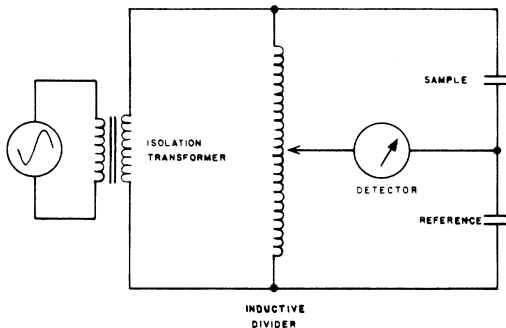 SAMPLE
ISOLATION
TRANSFORMER
DETECTOR
REFERENCE
INDUCTIVE
DIVIDER